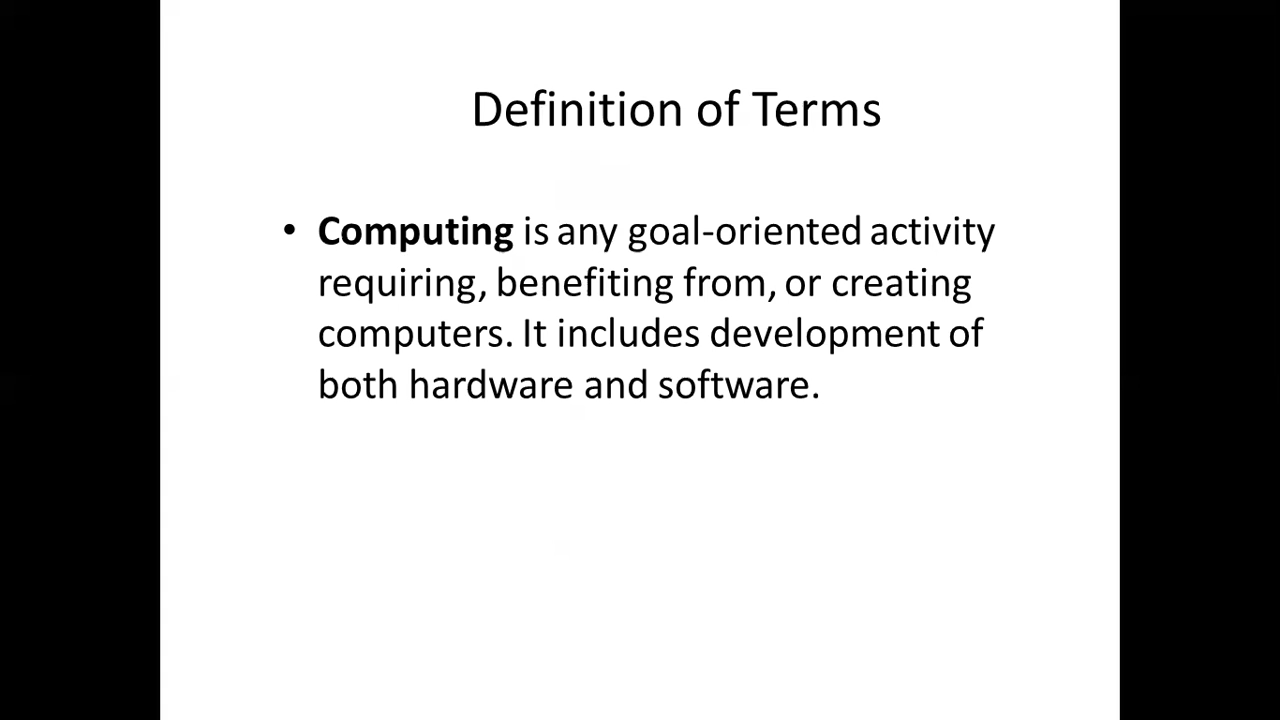 Definition of Terms
• Computing is any goal-oriented activity
requiring, benefiting from, or creating
computers. It includes development of
both hardware and software.